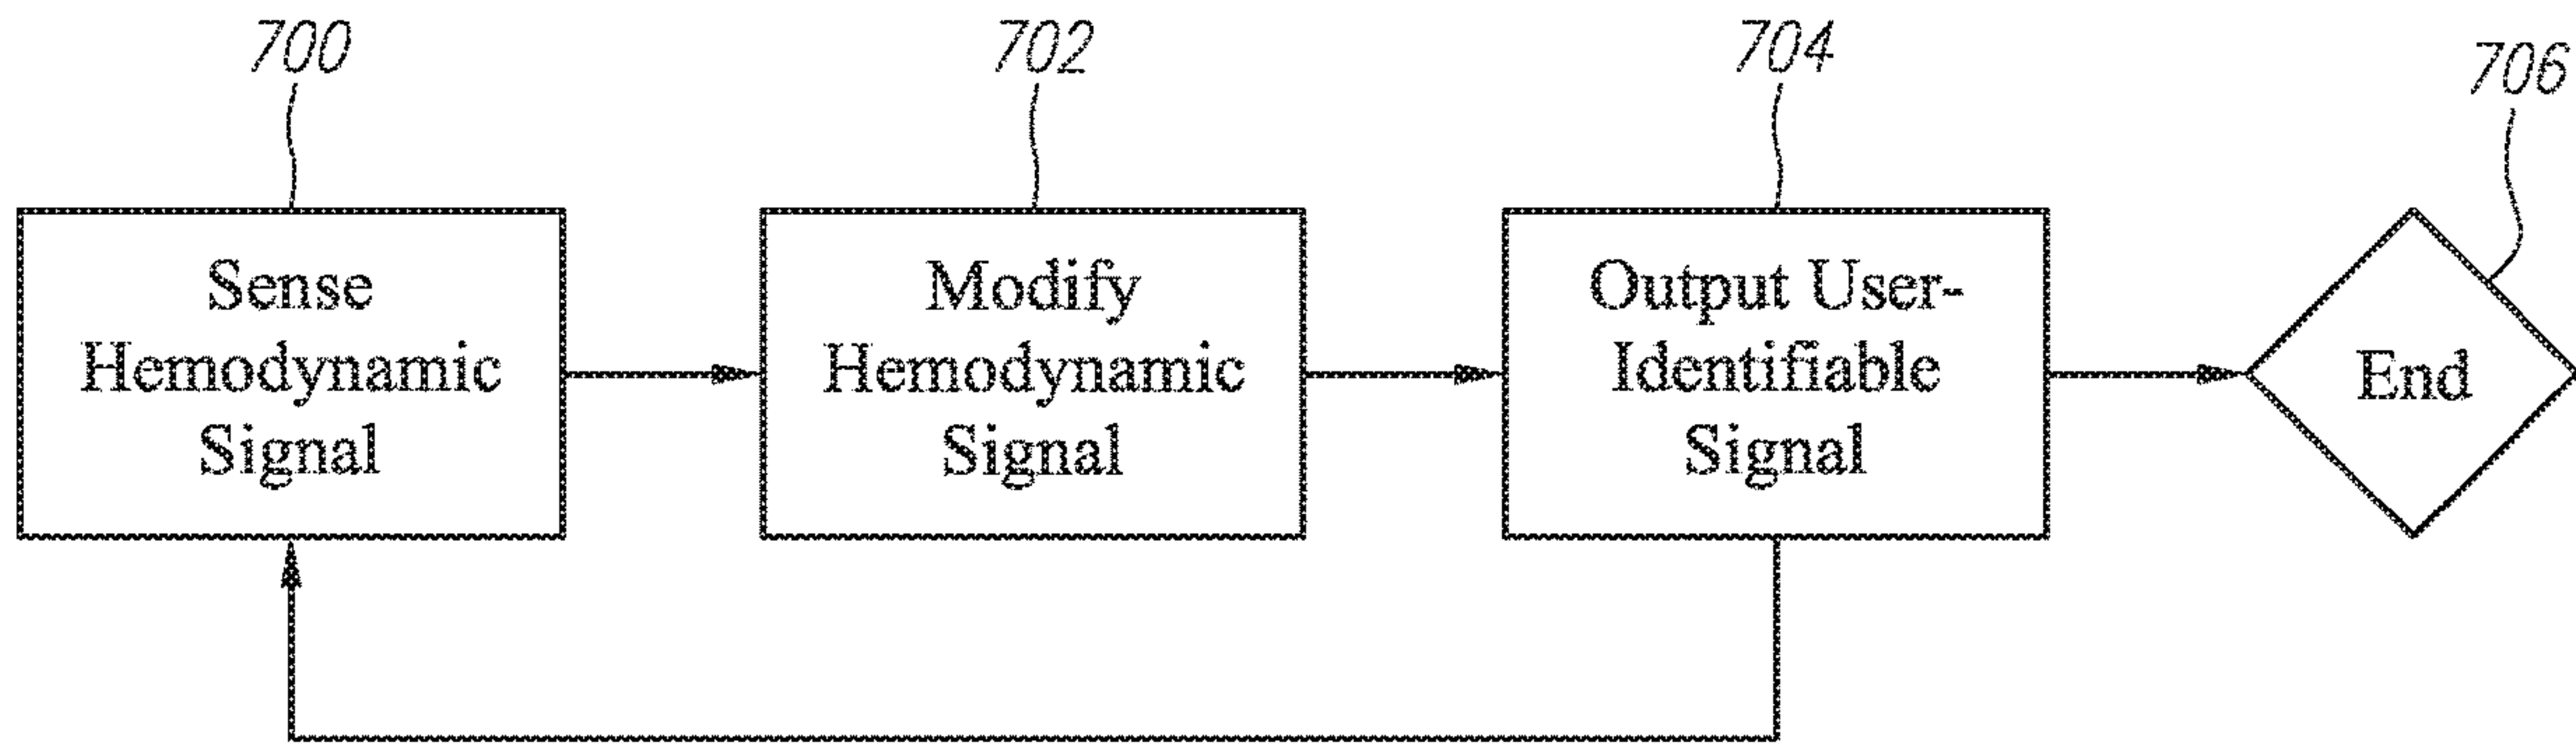 700
702
704
706
Sense
Hemodynamic
Signal
Modify
Hemodynamic
Signal
Output User-
Identifiable
Signal
End